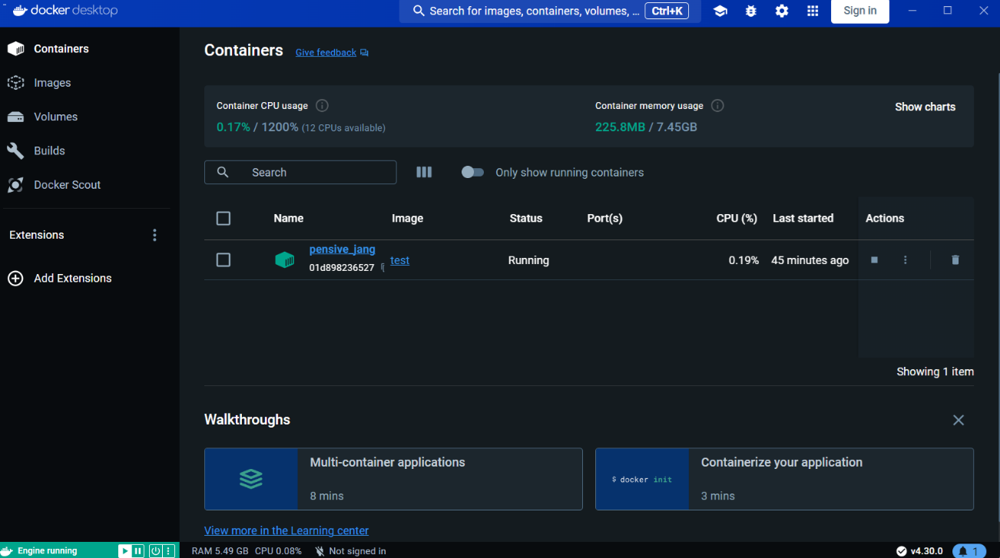 docker desktop
Search for images, containers, volumes, ... Ctrl+K
Sign in
Containers
Images
Volumes
Builds
Docker Scout
Extensions
Add Extensions
Containers Give feedback
Container CPU usage
0.17% / 1200% (12 CPUs available)
Container memory usage
225.8MB / 7.45GB
Show charts
Search
Only show running containers
Name Image Status Port(s) CPU (%) Last started Actions
pensive_jang
01d898236527
test Running 0.19% 45 minutes ago
Showing 1 item
Walkthroughs
Multi-container applications
8 mins
$ docker init
Containerize your application
3 mins
View more in the Learning center
Engine running
RAM 5.49 GB CPU 0.08% Not signed in
v4.30.0 1